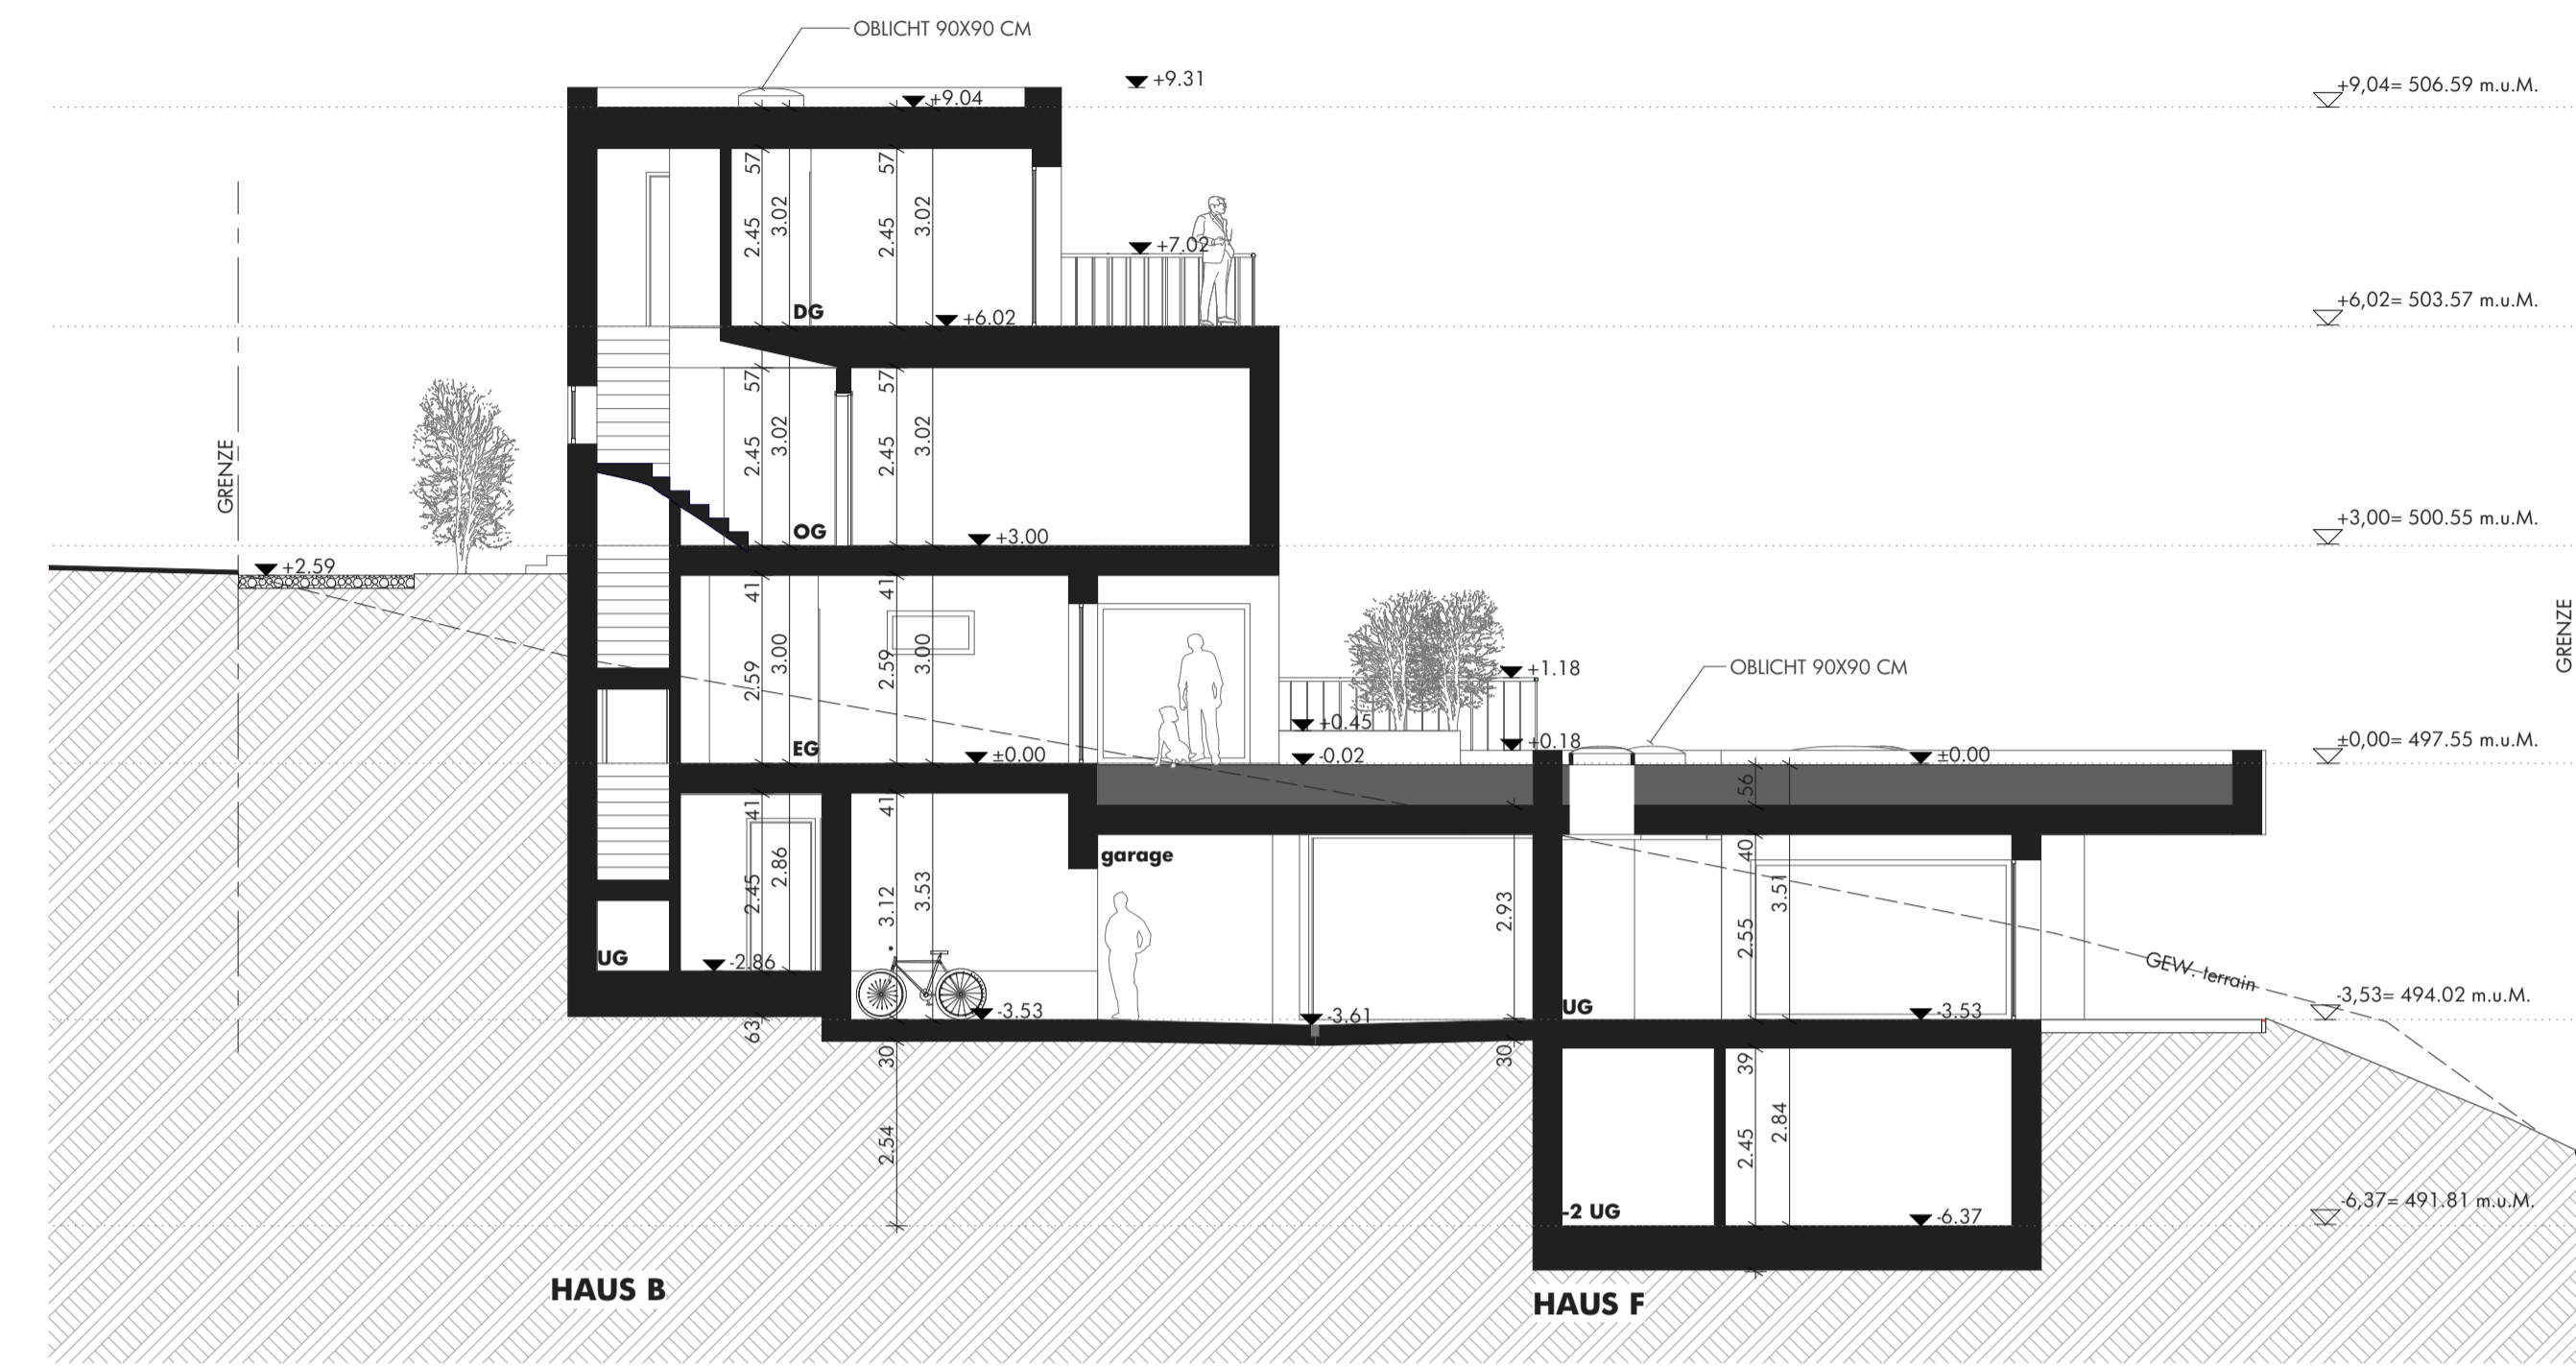 OBLICHT 90X90 CM
+9.31
+9,04= 506.59 m.u.M.
+9.04
57
2.45
3.02
57
2.45
3.02
+7.02
DG
+6.02
+6,02= 503.57 m.u.M.
57
2.45
3.02
57
2.45
3.02
GRENZE
OG
+3.00
+3,00= 500.55 m.u.M.
+2.59
41
2.59
3.00
41
2.59
3.00
GRENZE
+1.18
OBLICHT 90X90 CM
+0.45
+0.18
EG
±0.00
-0.02
±0.00
±0,00= 497.55 m.u.M.
56
41
2.45
2.86
41
3.12
3.53
garage
2.93
40
2.55
3.51
UG
-2.86
GEW. terrain
-3.53
-3.61
UG
-3.53
-3,53= 494.02 m.u.M.
63
30
2.54
30
39
2.45
2.84
-2 UG
-6.37
-6,37= 491.81 m.u.M.
HAUS B
HAUS F